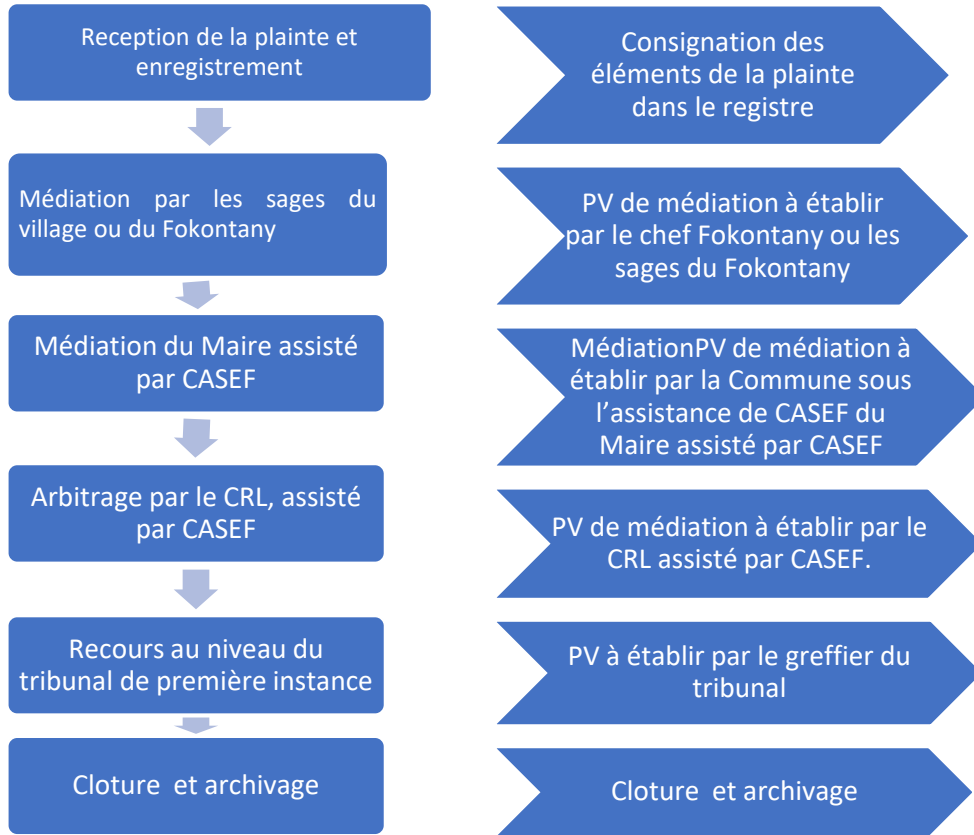 Reception de la plainte et
enregistrement
Consignation des
éléments de la plainte
dans le registre
Médiation par les sages du
village ou du Fokontany
PV de médiation à établir
par le chef Fokontany ou les
sages du Fokontany
Médiation du Maire assisté
par CASEF
MédiationPV de médiation à
établir par la Commune sous
l’assistance de CASEF du
Maire assisté par CASEF
Arbitrage par le CRL, assisté
par CASEF
PV de médiation à établir par le
CRL assisté par CASEF.
Recours au niveau du
tribunal de première instance
PV à établir par le greffier du
tribunal
Cloture et archivage
Cloture et archivage